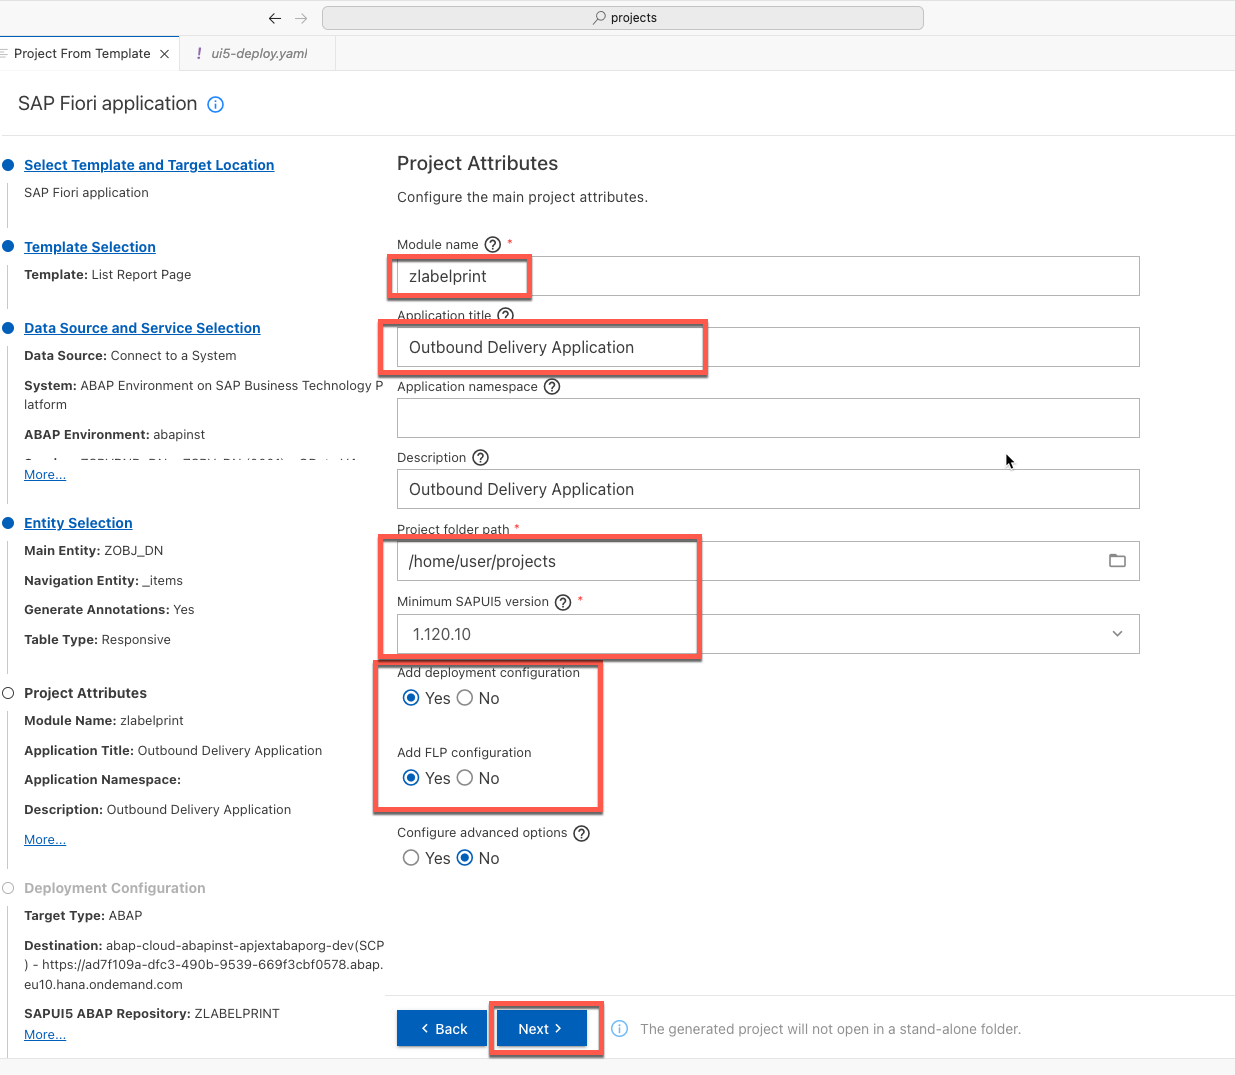 projects
Project From Template
! ui5-deploy.yaml
SAP Fiori application
Select Template and Target Location
SAP Fiori application
Template Selection
Template: List Report Page
Data Source and Service Selection
Data Source: Connect to a System
System: ABAP Environment on SAP Business Technology P
latform
ABAP Environment: abapinst
More...
Entity Selection
Main Entity: ZOBJ_DN
Navigation Entity: _items
Generate Annotations: Yes
Table Type: Responsive
Project Attributes
Module Name: zlabelprint
Application Title: Outbound Delivery Application
Application Namespace:
Description: Outbound Delivery Application
More...
Deployment Configuration
Target Type: ABAP
Destination: abap-cloud-abapinst-apjextabaporg-dev(SCP
) - https://ad7f109a-dfc3-490b-9539-669f3cbf0578.abap.
eu10.hana.ondemand.com
SAPUI5 ABAP Repository: ZLABELPRINT
More...
Project Attributes
Configure the main project attributes.
Module name ? *
zlabelprint
Application title ?
Outbound Delivery Application
Application namespace ?
Description ?
Outbound Delivery Application
Project folder path *
/home/user/projects
Minimum SAPUI5 version ? *
1.120.10
Add deployment configuration
Yes No
Add FLP configuration
Yes No
Configure advanced options ?
Yes No
Back
Next
The generated project will not open in a stand-alone folder.